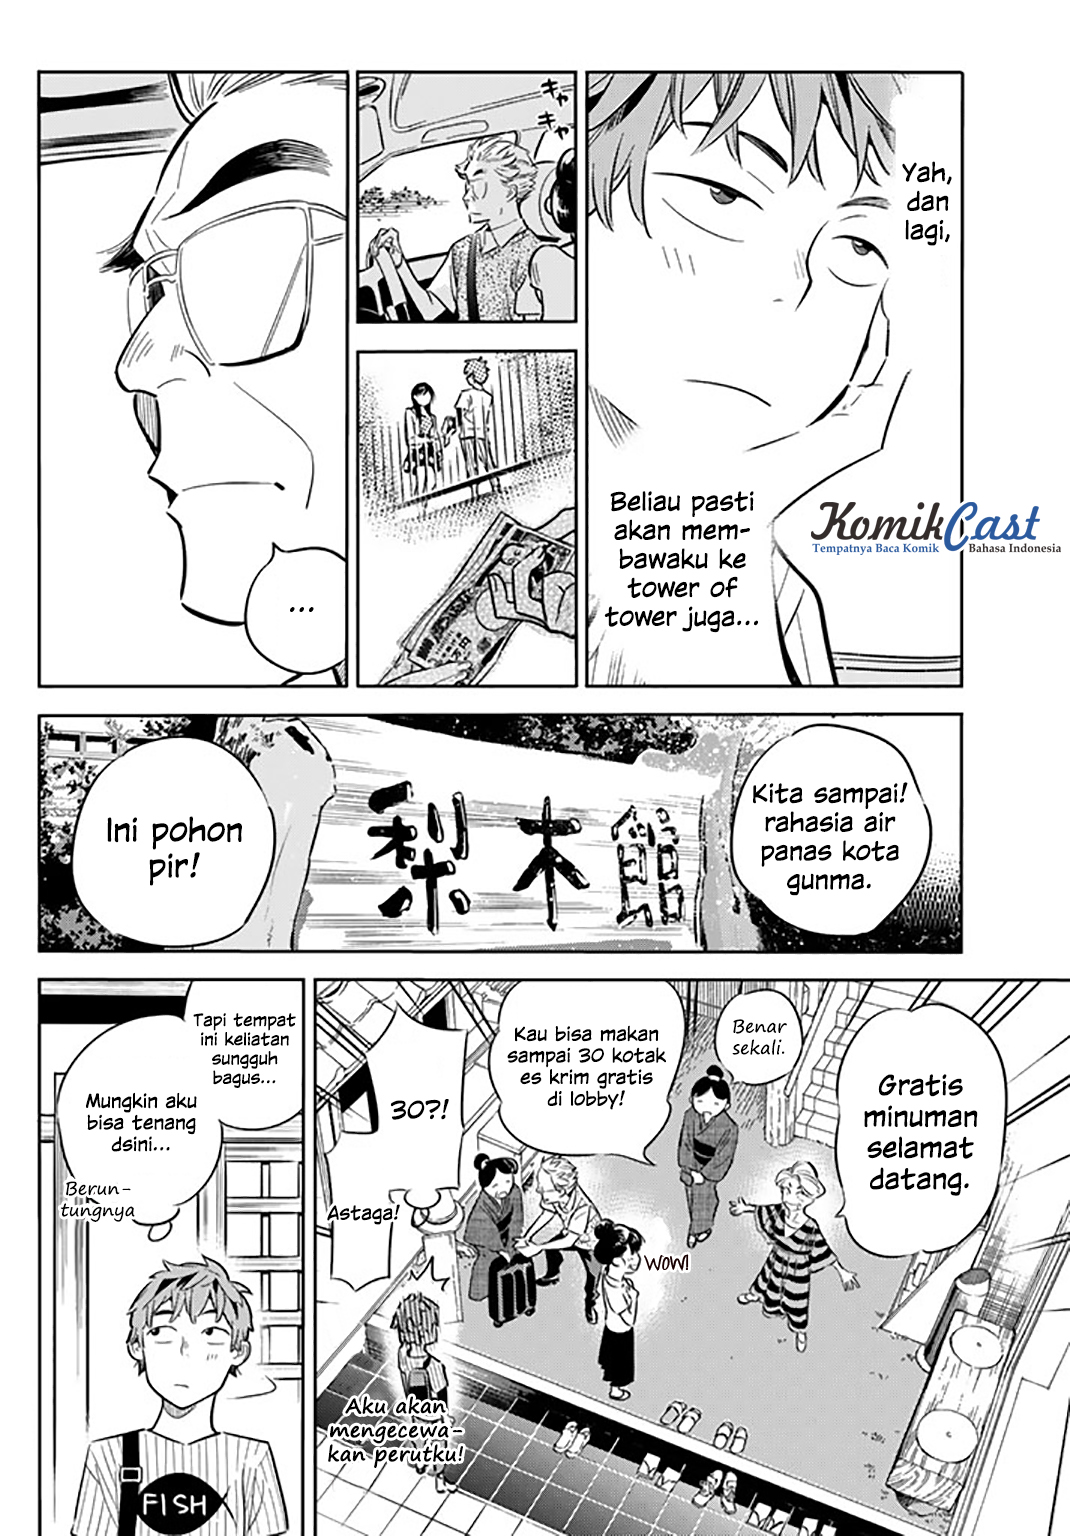 Yah,
dan
lagi,
Beliau pasti
akan mem-
bawaku ke
tower of
tower juga...
キャ
キャ
...
KomikCast
Tempatnya Baca Komik Bahasa Indonesia
Kita sampai!
rahasia air
panas kota
gunma.
梨木館
Ini pohon
pir!
Gratis
minuman
selamat
datang.
Benar
sekali.
Kau bisa makan
sampai 30 kotak
es krim gratis
di lobby!
30?!
Astaga!
WOW!
Aku akan
mengecewa-
kan perutku!
Tapi tempat
ini keliatan
sungguh
bagus...
Mungkin aku
bisa tenang
dsini...
Berun-
tungnya
FISH